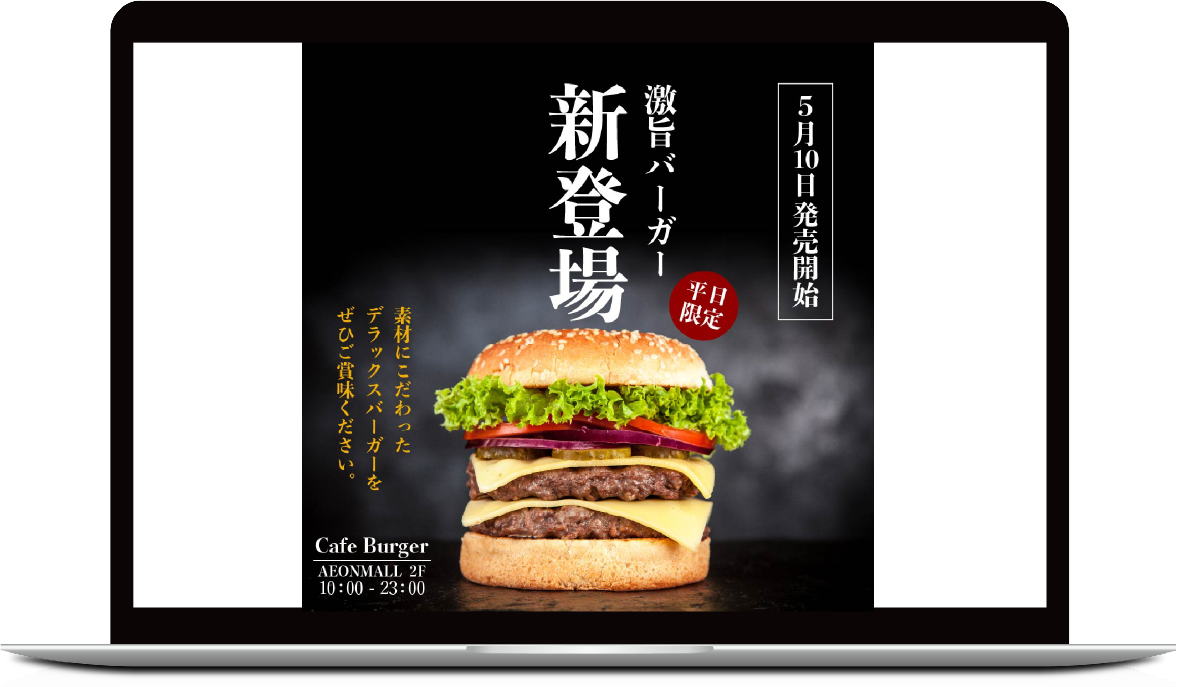 5月10日発売開始
激旨バーガー
新登場
平日
限定
素材にこだわった
デラックスバーガーを
ぜひご賞味ください。
Cafe Burger
AEONMALL 2F
10:00 - 23:00